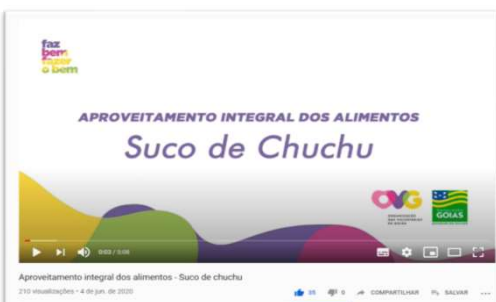 faz
bem
fazer
o bem
APROVEITAMENTO INTEGRAL DOS ALIMENTOS
Suco de Chuchu
OVG
GOIÁS
Aproveitamento integral dos alimentos - Suco de chuchu
210 visualizações • 4 de jun. de 2020
35
0
COMPARTILHAR
SALVAR